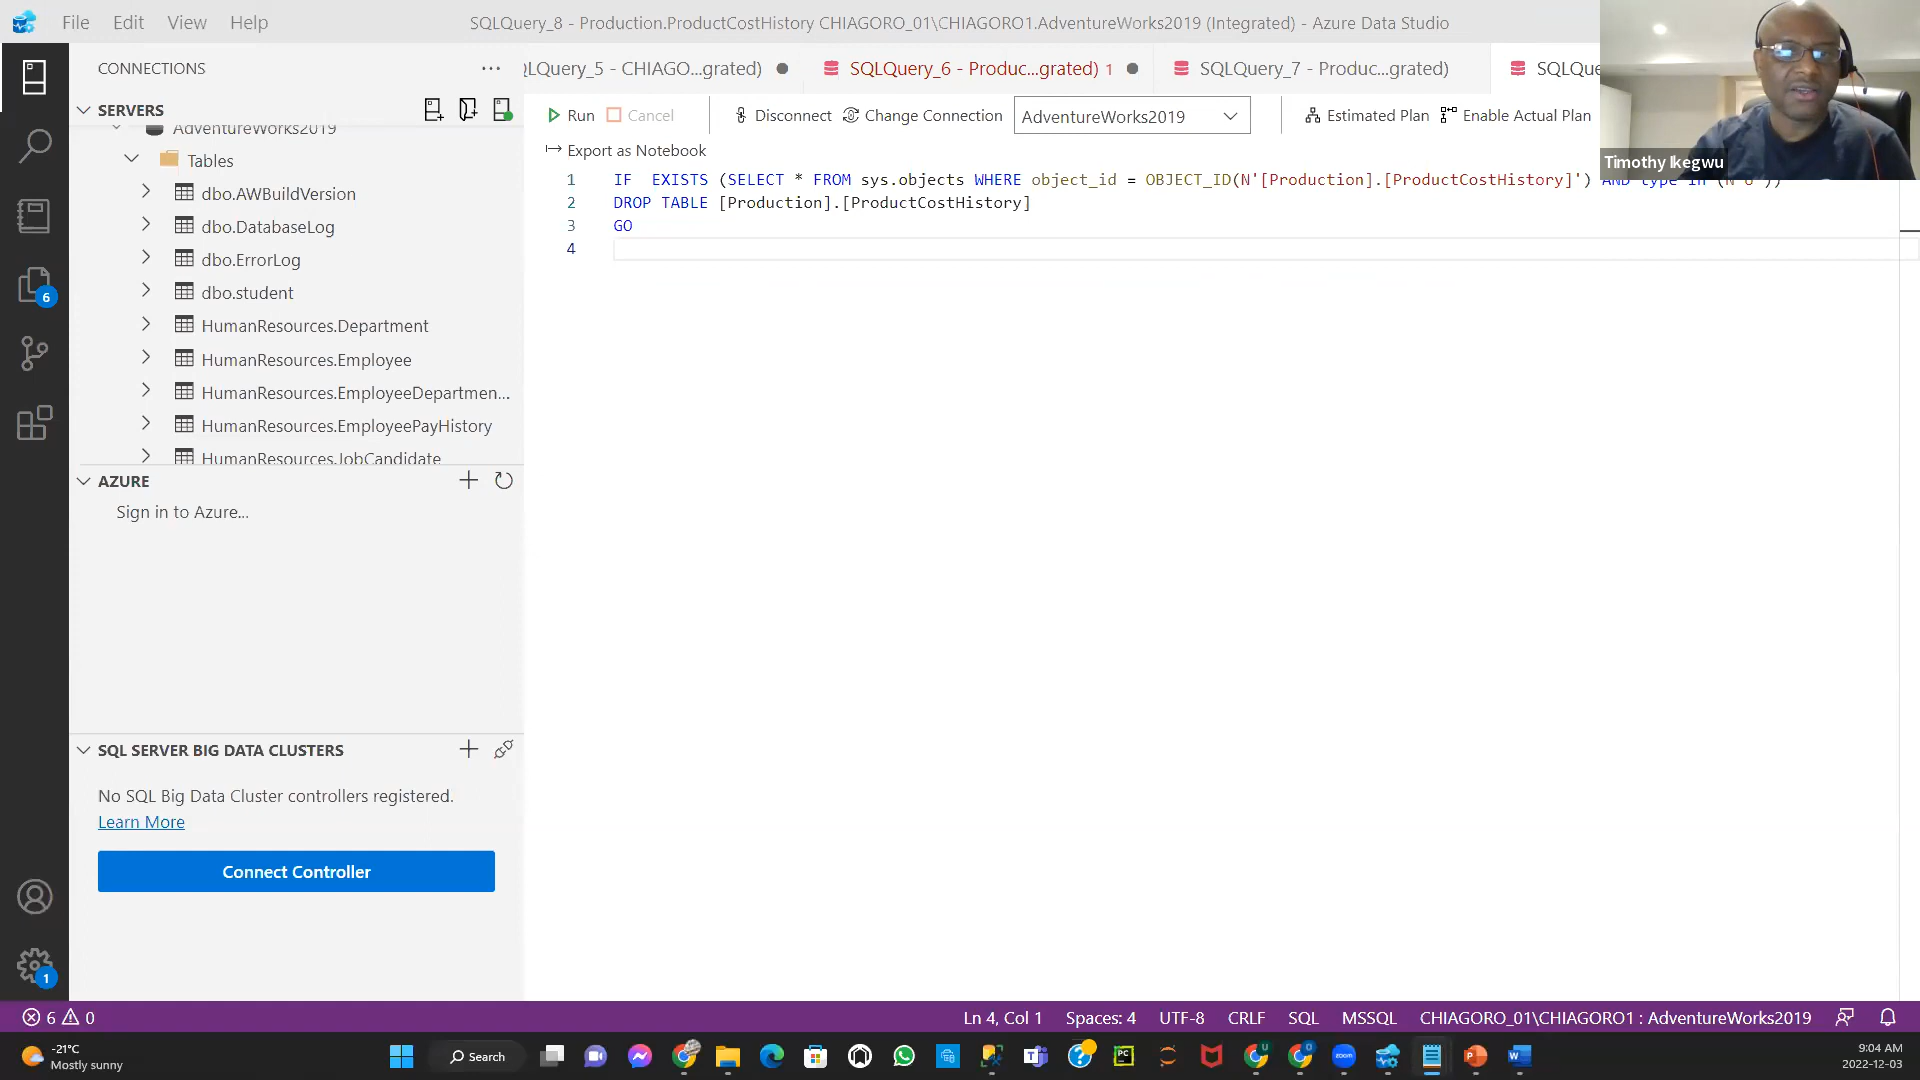 File Edit View Help
SQLQuery_8 - Production.ProductCostHistory CHIAGORO_01\CHIAGORO1.AdventureWorks2019 (Integrated) - Azure Data Studio
CONNECTIONS
LQuery_5 - CHIAGO...grated)
SQLQuery_6 - Produc...grated) 1
SQLQuery_7 - Produc...grated)
SQLQue
SERVERS
Run Cancel Disconnect Change Connection AdventureWorks2019 Estimated Plan Enable Actual Plan
Export as Notebook
Timothy Ikegwu
AdventureWorks2019
Tables
dbo.AWBuildVersion
dbo.DatabaseLog
dbo.ErrorLog
dbo.student
HumanResources.Department
HumanResources.Employee
HumanResources.EmployeeDepartmen...
HumanResources.EmployeePayHistory
HumanResources.JobCandidate
1 IF EXISTS (SELECT * FROM sys.objects WHERE object_id = OBJECT_ID(N'[Production].[ProductCostHistory]') AND type in (N'U'))
2 DROP TABLE [Production].[ProductCostHistory]
3 GO
4
6
AZURE
Sign in to Azure...
SQL SERVER BIG DATA CLUSTERS
No SQL Big Data Cluster controllers registered.
Learn More
Connect Controller
1
6 0
Ln 4, Col 1 Spaces: 4 UTF-8 CRLF SQL MSSQL CHIAGORO_01\CHIAGORO1 : AdventureWorks2019
-21°C
Mostly sunny
Search
PC
zoom
9:04 AM
2022-12-03